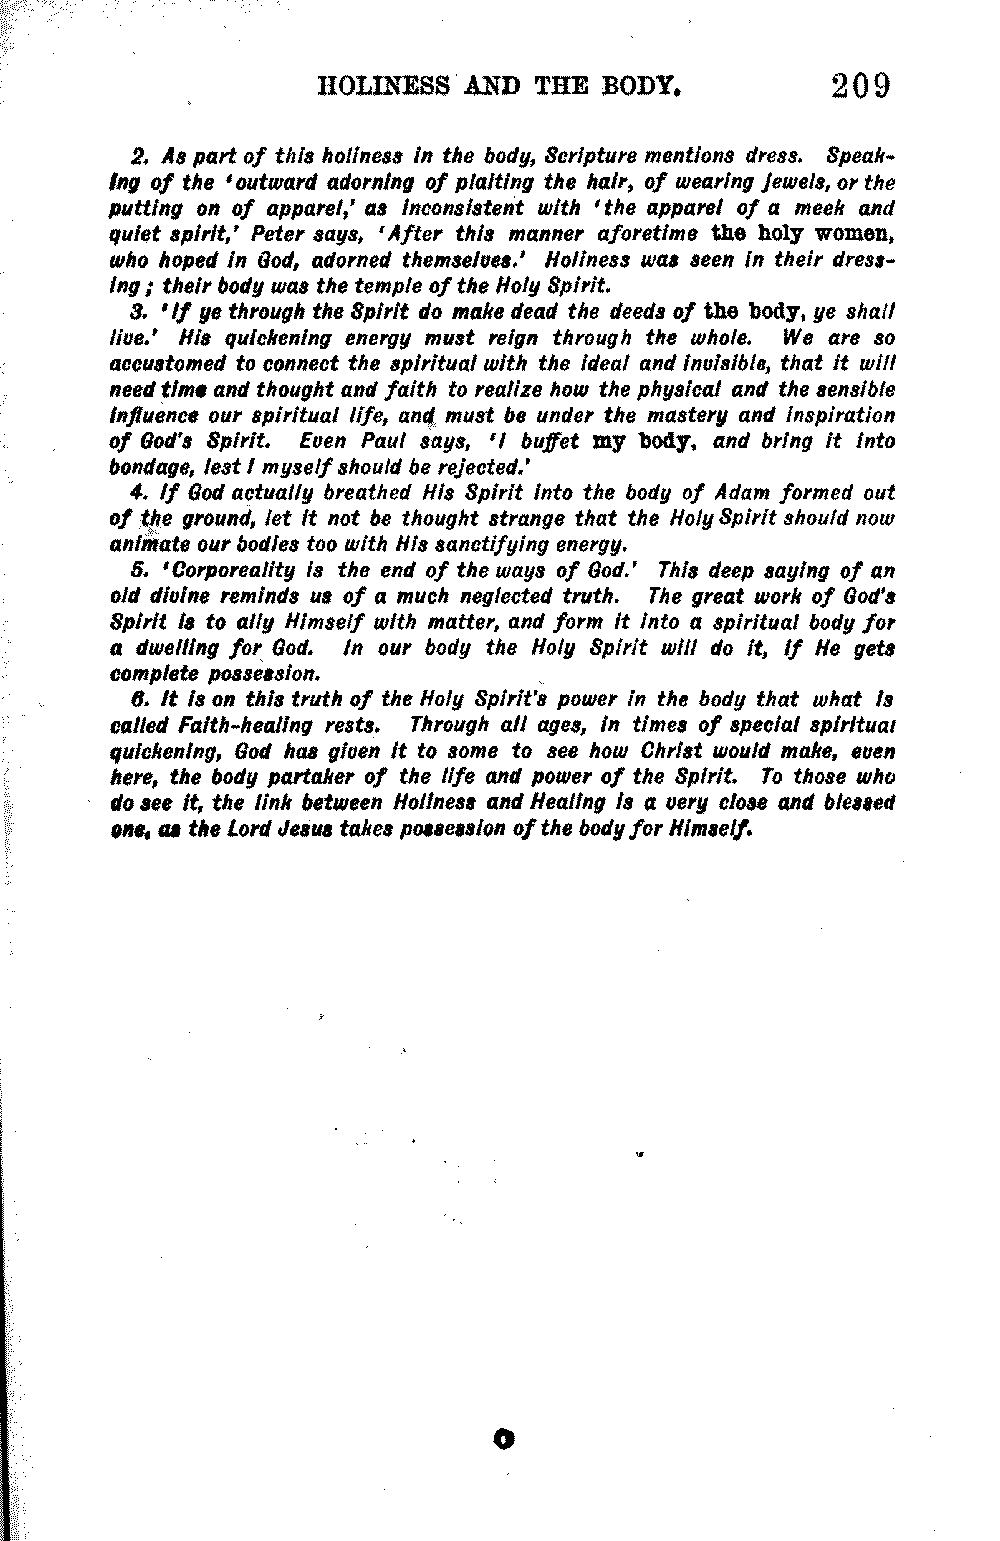 HOLINESS AND THE BODY. 209
2. As part of this holiness in the body, Scripture mentions dress. Speak-
ing of the ‘outward adorning of plaiting the hair, of wearing jewels, or the
putting on of apparel,’ as inconsistent with ‘the apparel of a meek and
quiet spirit,’ Peter says, ‘After this manner aforetime the holy women,
who hoped in God, adorned themselves.’ Holiness was seen in their dress-
ing; their body was the temple of the Holy Spirit.
3. ‘If ye through the Spirit do make dead the deeds of the body, ye shall
live.’ His quickening energy must reign through the whole. We are so
accustomed to connect the spiritual with the ideal and invisible, that it will
need time and thought and faith to realize how the physical and the sensible
influence our spiritual life, and must be under the mastery and inspiration
of God's Spirit. Even Paul says, ‘I buffet my body, and bring it into
bondage, lest I myself should be rejected.’
4. If God actually breathed His Spirit into the body of Adam formed out
of the ground, let it not be thought strange that the Holy Spirit should now
animate our bodies too with His sanctifying energy.
5. ‘Corporeality is the end of the ways of God.’ This deep saying of an
old divine reminds us of a much neglected truth. The great work of God's
Spirit is to ally Himself with matter, and form it into a spiritual body for
a dwelling for God. In our body the Holy Spirit will do it, if He gets
complete possession.
6. It is on this truth of the Holy Spirit's power in the body that what is
called Faith-healing rests. Through all ages, in times of special spiritual
quickening, God has given it to some to see how Christ would make, even
here, the body partaker of the life and power of the Spirit. To those who
do see it, the link between Holiness and Healing is a very close and blessed
one, as the Lord Jesus takes possession of the body for Himself.
O